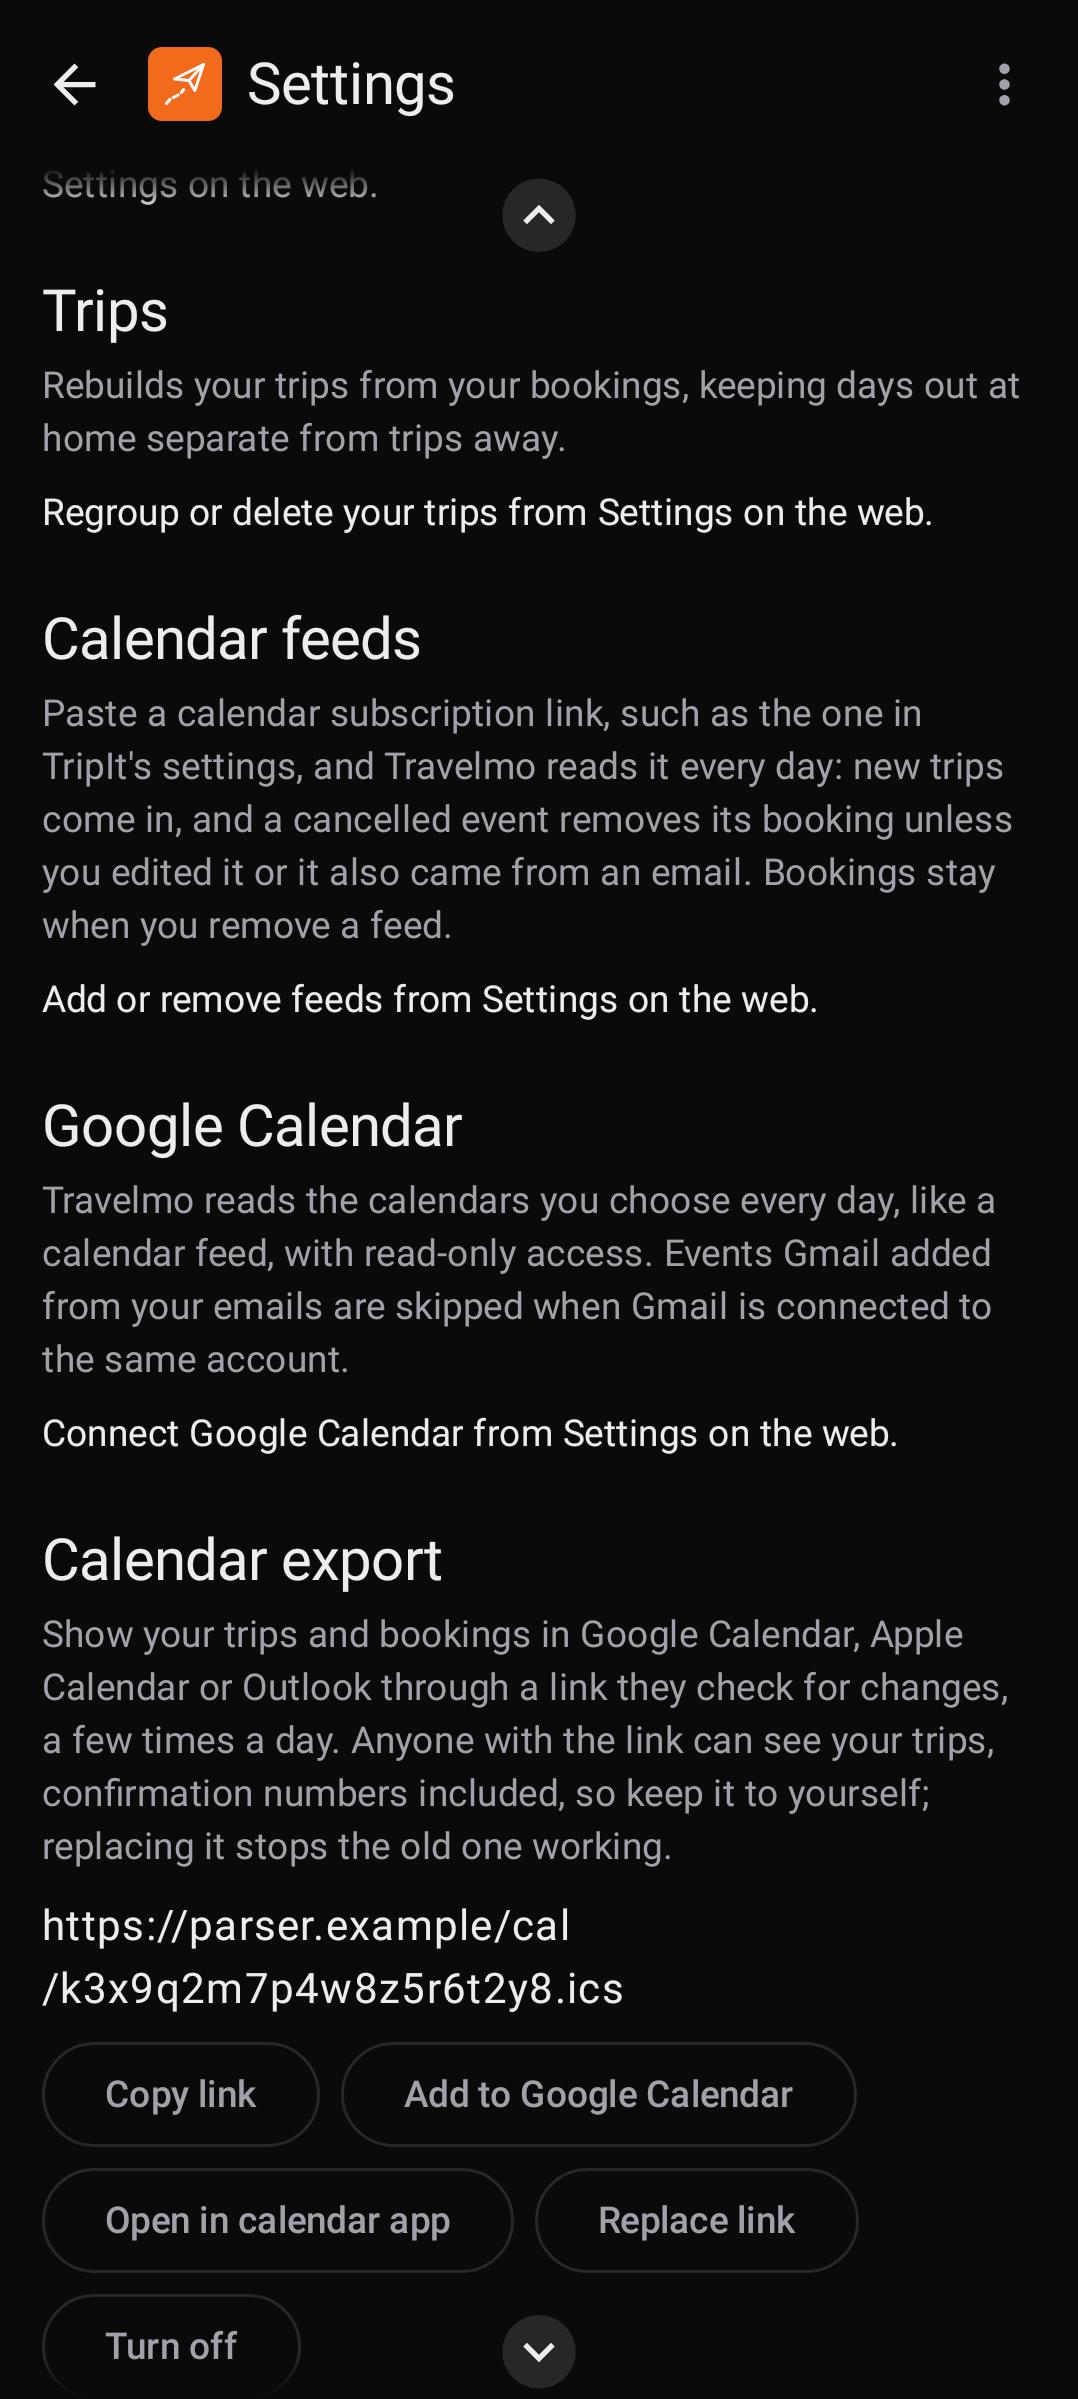 Settings
Settings on the web.
Trips
Rebuilds your trips from your bookings, keeping days out at
home separate from trips away.
Regroup or delete your trips from Settings on the web.
Calendar feeds
Paste a calendar subscription link, such as the one in
TripIt's settings, and Travelmo reads it every day: new trips
come in, and a cancelled event removes its booking unless
you edited it or it also came from an email. Bookings stay
when you remove a feed.
Add or remove feeds from Settings on the web.
Google Calendar
Travelmo reads the calendars you choose every day, like a
calendar feed, with read-only access. Events Gmail added
from your emails are skipped when Gmail is connected to
the same account.
Connect Google Calendar from Settings on the web.
Calendar export
Show your trips and bookings in Google Calendar, Apple
Calendar or Outlook through a link they check for changes,
a few times a day. Anyone with the link can see your trips,
confirmation numbers included, so keep it to yourself;
replacing it stops the old one working.
https://parser.example/cal
/k3x9q2m7p4w8z5r6t2y8.ics
Copy link
Add to Google Calendar
Open in calendar app
Replace link
Turn off